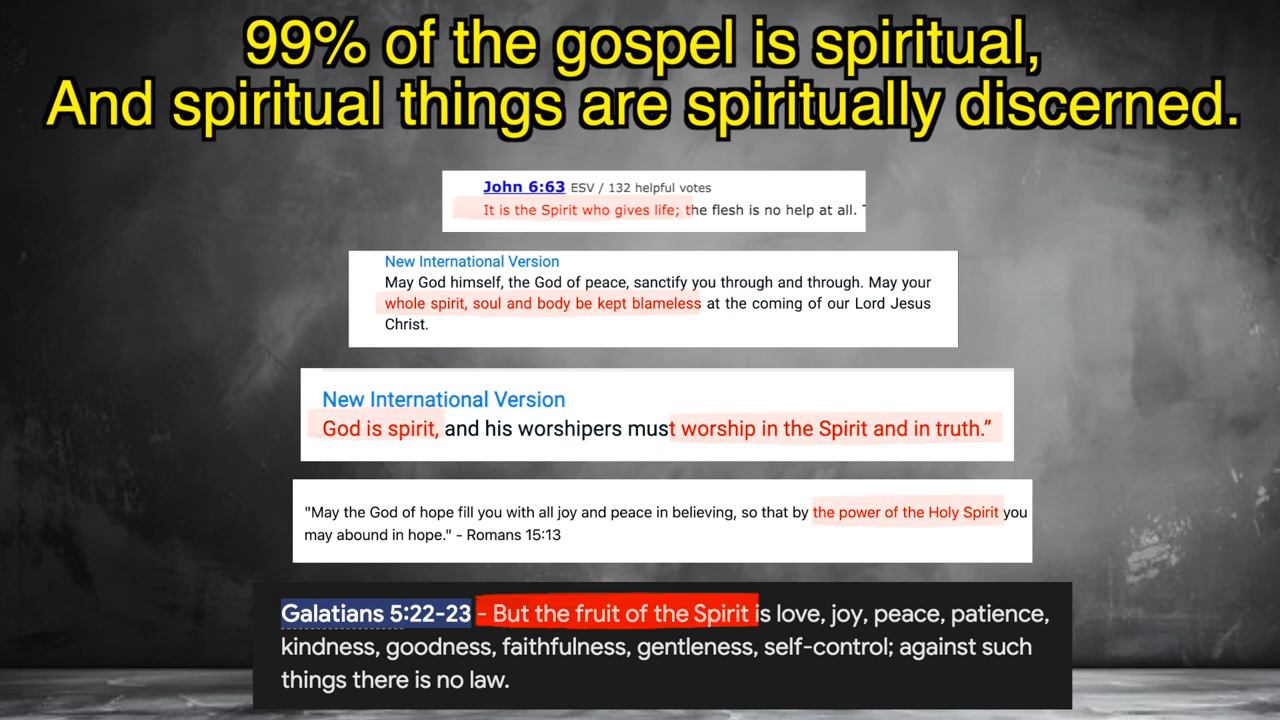 99% of the gospel is spiritual,
And spiritual things are spiritually discerned.
John 6:63 ESV / 132 helpful votes
It is the Spirit who gives life; the flesh is no help at all.
New International Version
May God himself, the God of peace, sanctify you through and through. May your
whole spirit, soul and body be kept blameless at the coming of our Lord Jesus
Christ.
New International Version
God is spirit, and his worshipers must worship in the Spirit and in truth.”
"May the God of hope fill you with all joy and peace in believing, so that by the power of the Holy Spirit you
may abound in hope." - Romans 15:13
Galatians 5:22-23 - But the fruit of the Spirit is love, joy, peace, patience,
kindness, goodness, faithfulness, gentleness, self-control; against such
things there is no law.